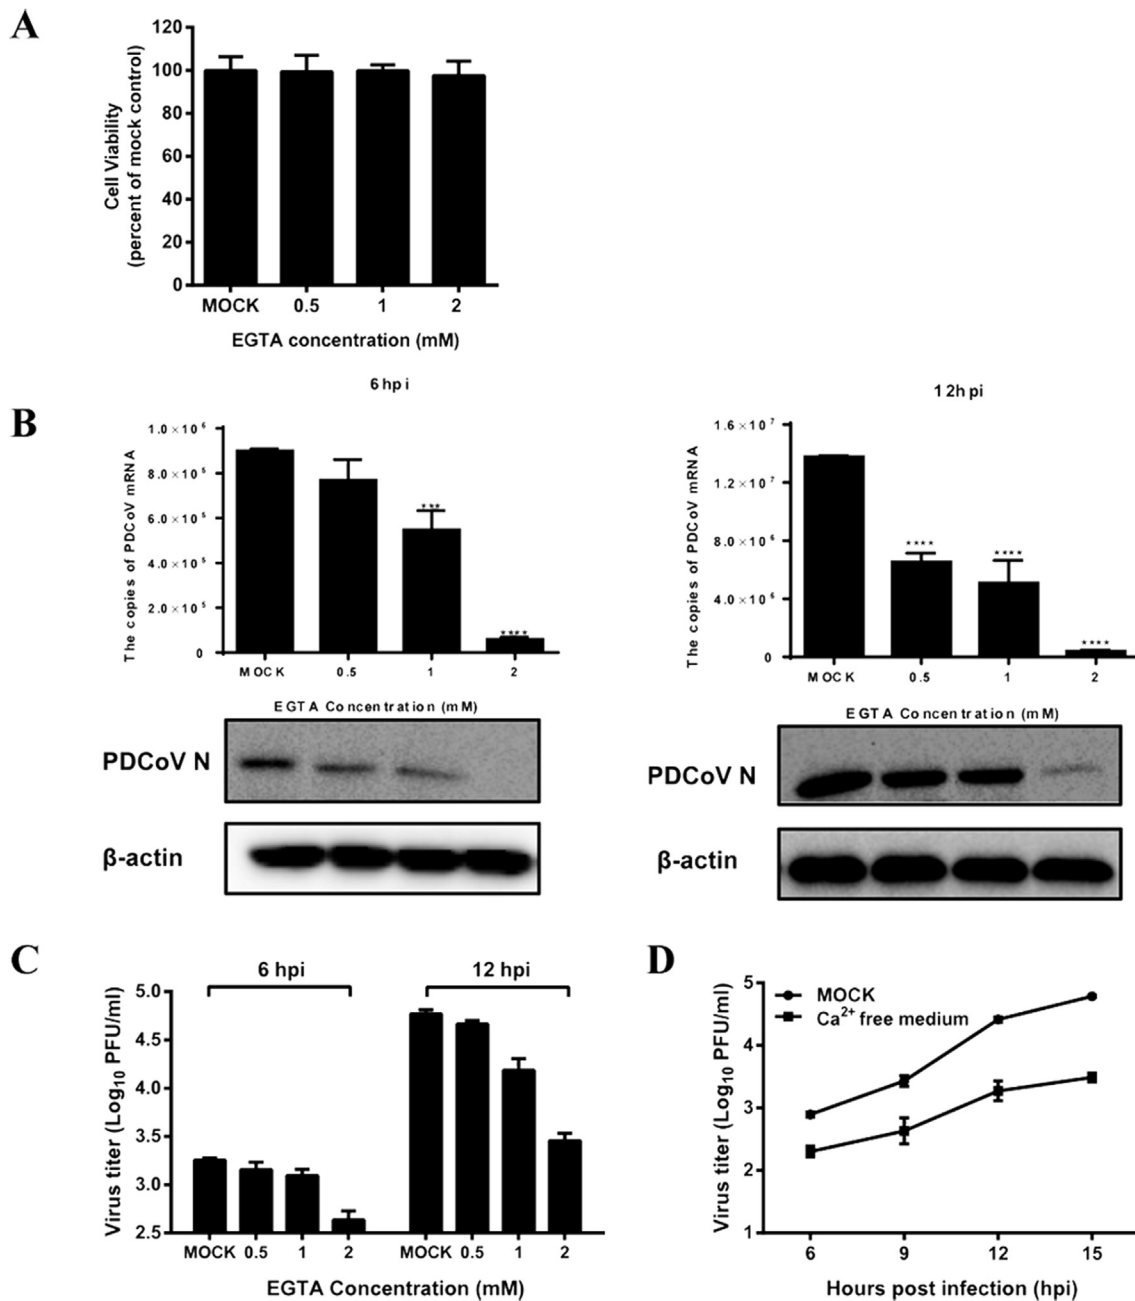 A
120
100
80
60
40
20
0
Cell Viability
(percent of mock control)
MOCK 0.5 1 2
EGTA concentration (mM)
B
6 hpi
1.0×10⁶
8.0×10⁵
6.0×10⁵
4.0×10⁵
2.0×10⁵
0
The copies of PDCoV mRNA
***
****
MOCK 0.5 1 2
EGTA Concentration (mM)
PDCoV N
β-actin
12hpi
1.6×10⁷
1.2×10⁷
8.0×10⁶
4.0×10⁶
0
The copies of PDCoV mRNA
****
****
****
MOCK 0.5 1 2
EGTA Concentration (mM)
PDCoV N
β-actin
C
6 hpi 12 hpi
5.0
4.5
4.0
3.5
3.0
2.5
Virus titer (Log₁₀ PFU/ml)
MOCK 0.5 1 2 MOCK 0.5 1 2
EGTA Concentration (mM)
D
5
4
3
2
1
Virus titer (Log₁₀ PFU/ml)
MOCK
Ca²⁺ free medium
6 9 12 15
Hours post infection (hpi)